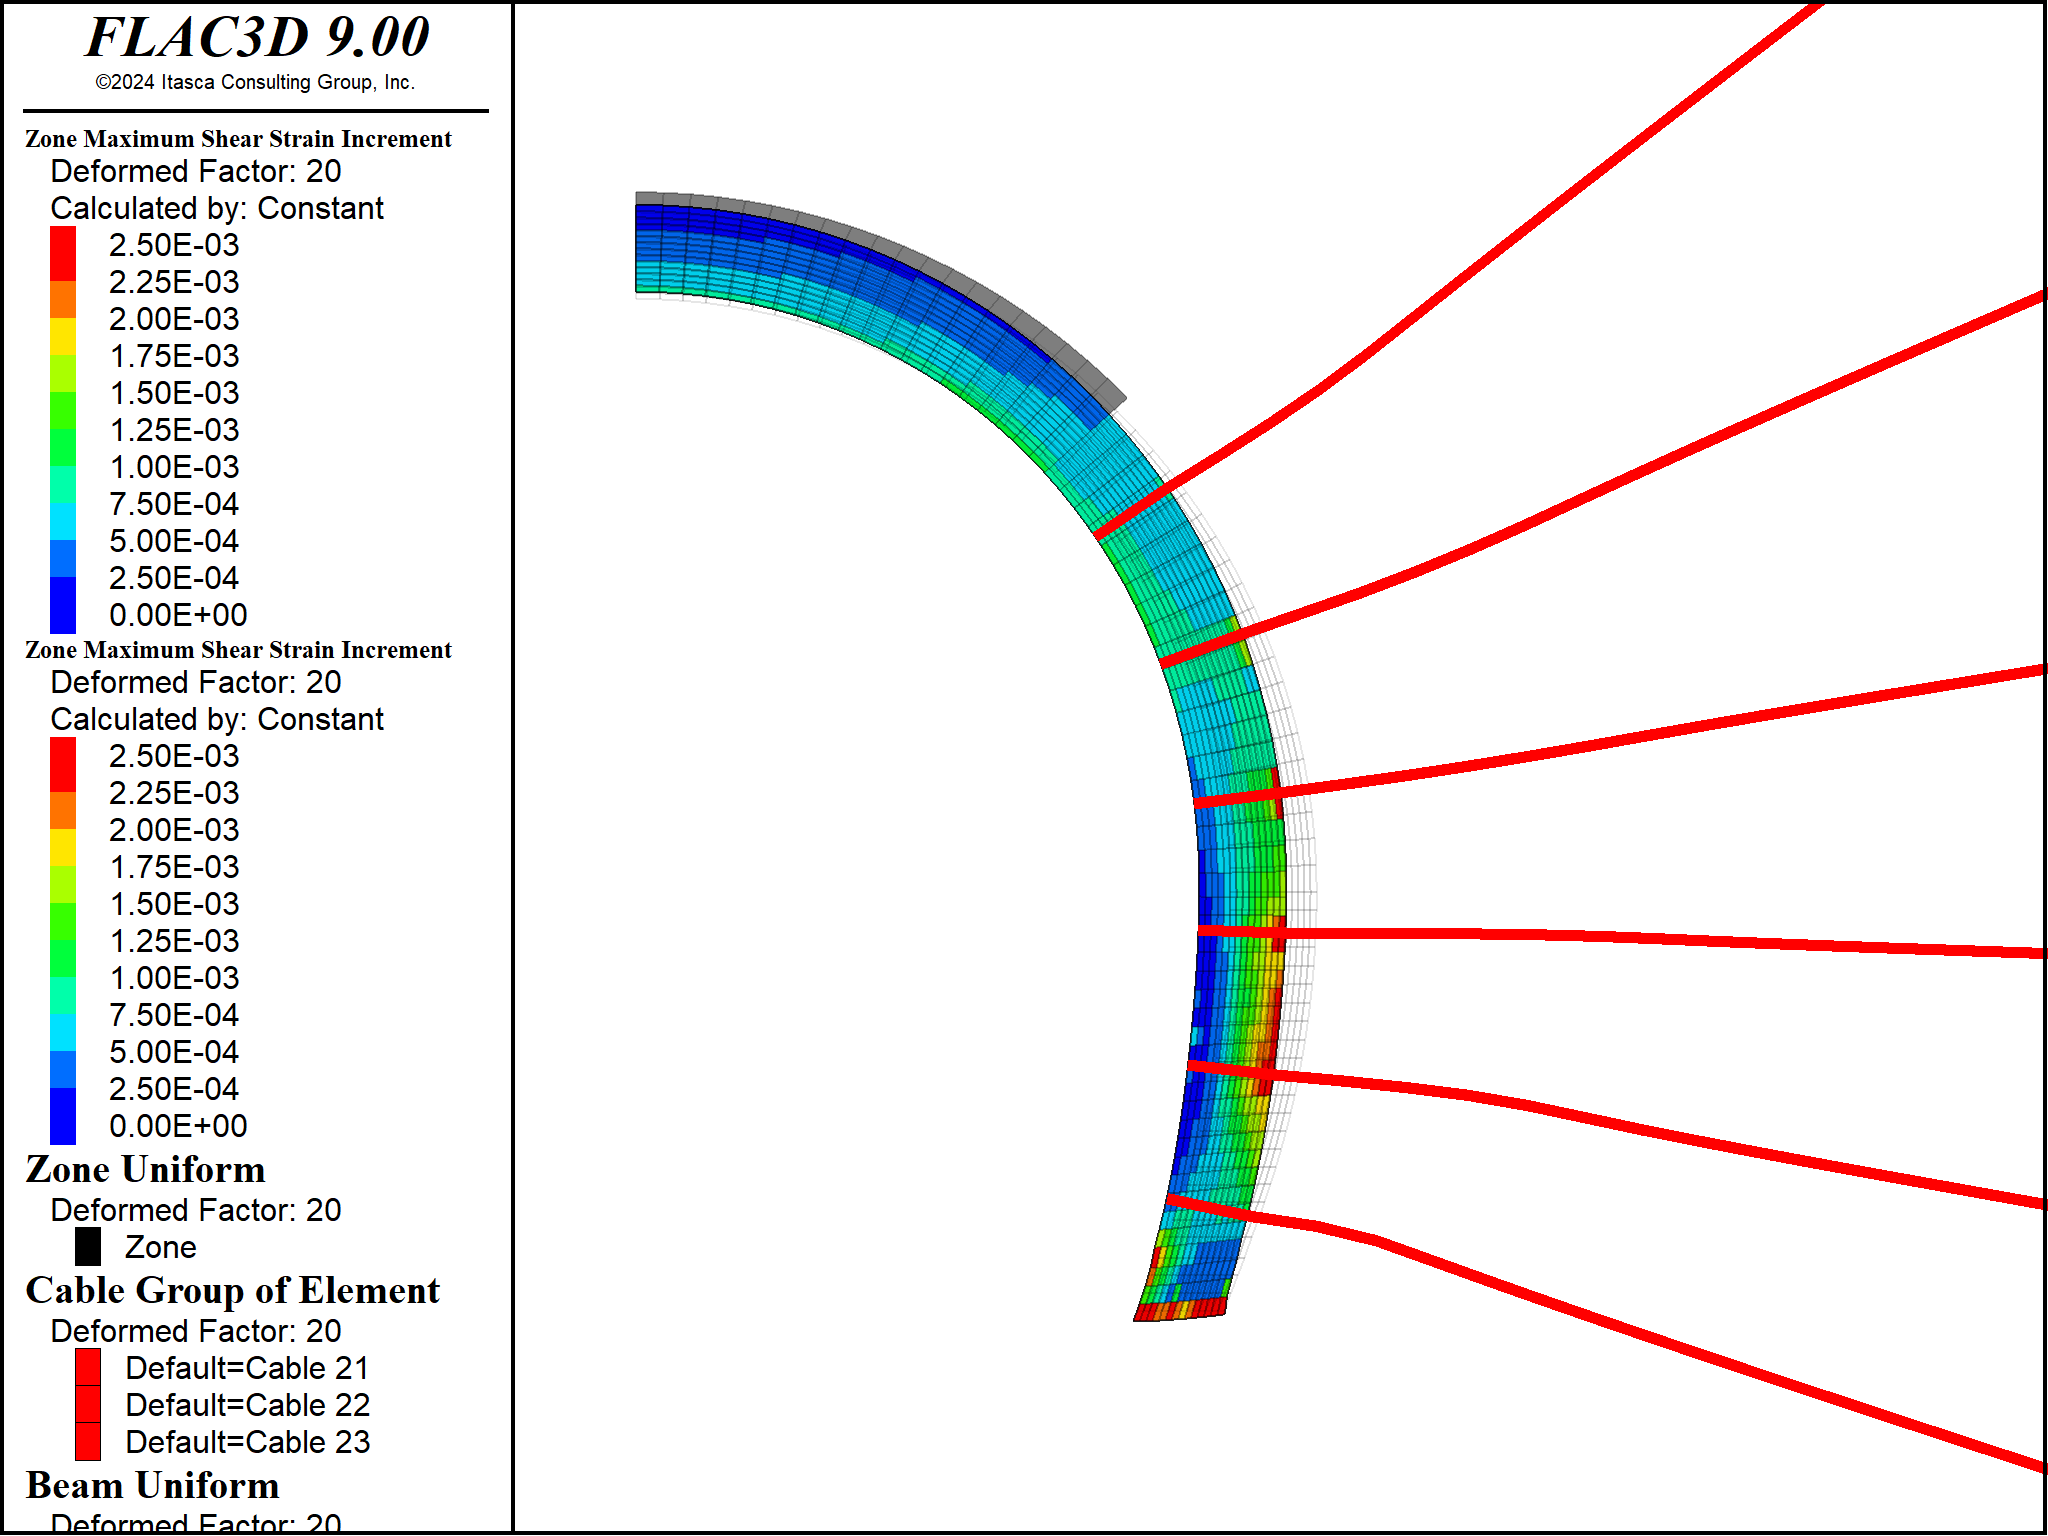 FLAC3D 9.00
©2024 Itasca Consulting Group, Inc.
Zone Maximum Shear Strain Increment
Deformed Factor: 20
Calculated by: Constant
2.50E-03
2.25E-03
2.00E-03
1.75E-03
1.50E-03
1.25E-03
1.00E-03
7.50E-04
5.00E-04
2.50E-04
0.00E+00
Zone Maximum Shear Strain Increment
Deformed Factor: 20
Calculated by: Constant
2.50E-03
2.25E-03
2.00E-03
1.75E-03
1.50E-03
1.25E-03
1.00E-03
7.50E-04
5.00E-04
2.50E-04
0.00E+00
Zone Uniform
Deformed Factor: 20
Zone
Cable Group of Element
Deformed Factor: 20
Default=Cable 21
Default=Cable 22
Default=Cable 23
Beam Uniform
Deformed Factor: 20